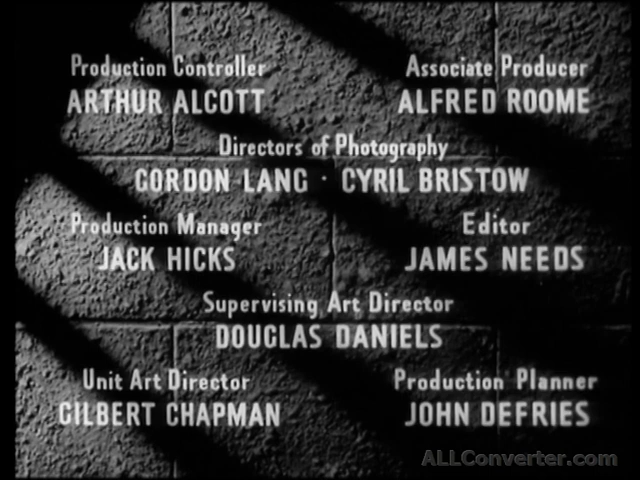 Production Controller
ARTHUR ALCOTT
Associate Producer
ALFRED ROOME
Directors of Photography
GORDON LANG · CYRIL BRISTOW
Production Manager
JACK HICKS
Editor
JAMES NEEDS
Supervising Art Director
DOUGLAS DANIELS
Unit Art Director
GILBERT CHAPMAN
Production Planner
JOHN DEFRIES
ALLConverter.com